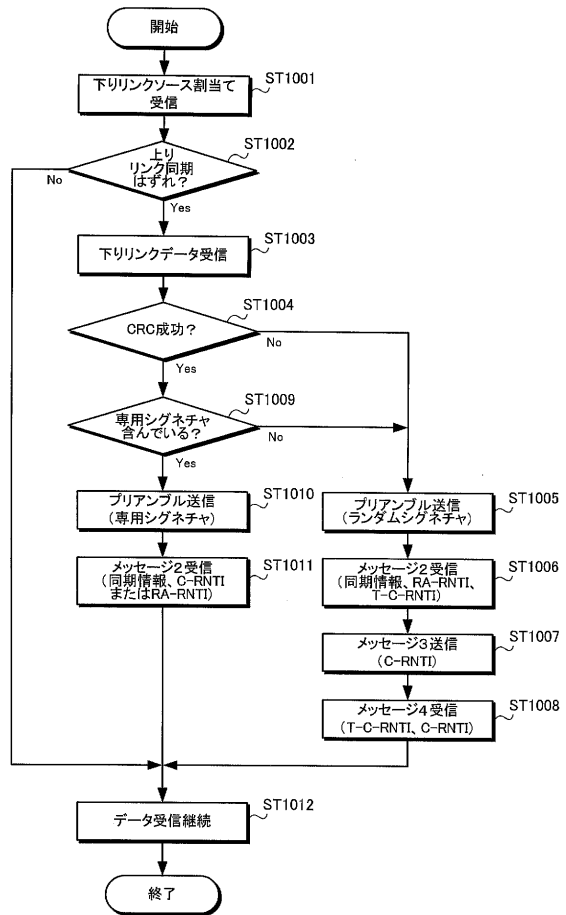 開始
下りリンクソース割当て
受信
ST1001
上り
リンク同期
はずれ？
ST1002
No
Yes
下りリンクデータ受信
ST1003
CRC成功？
ST1004
No
Yes
専用シグネチャ
含んでいる？
ST1009
No
Yes
プリアンブル送信
(専用シグネチャ)
ST1010
プリアンブル送信
(ランダムシグネチャ)
ST1005
メッセージ2受信
(同期情報、C-RNTI
またはRA-RNTI)
ST1011
メッセージ2受信
(同期情報、RA-RNTI、
T-C-RNTI)
ST1006
メッセージ3送信
(C-RNTI)
ST1007
メッセージ4受信
(T-C-RNTI、C-RNTI)
ST1008
データ受信継続
ST1012
終了